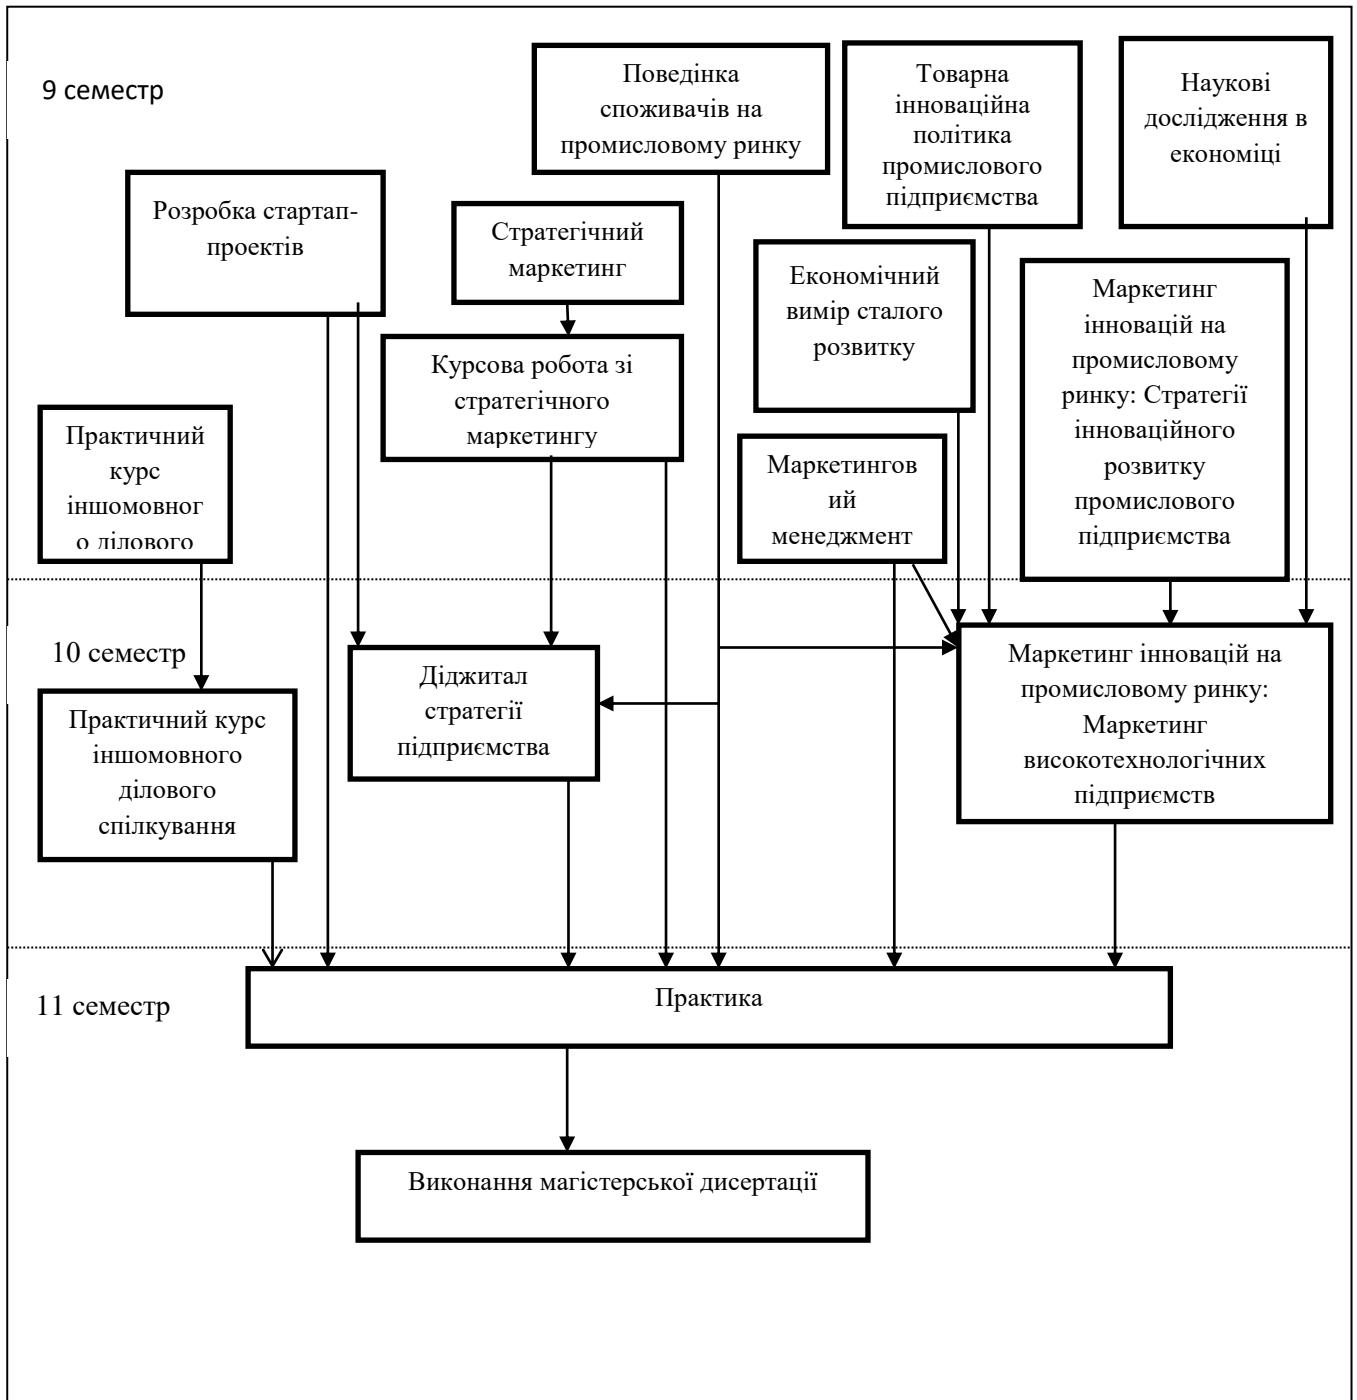 9 семестр
Поведінка
споживачів на
промисловому ринку
Товарна
інноваційна
політика
промислового
підприємства
Наукові
дослідження в
економіці
Розробка стартап-
проектів
Стратегічний
маркетинг
Економічний
вимір сталого
розвитку
Маркетинг
інновацій на
промисловому
ринку: Стратегії
інноваційного
розвитку
промислового
підприємства
Курсова робота зі
стратегічного
маркетингу
Практичний
курс
іншомовног
о ділового
Маркетингов
ий
менеджмент
10 семестр
Практичний курс
іншомовного
ділового
спілкування
Діджитал
стратегії
підприємства
Маркетинг інновацій на
промисловому ринку:
Маркетинг
високотехнологічних
підприємств
11 семестр
Практика
Виконання магістерської дисертації